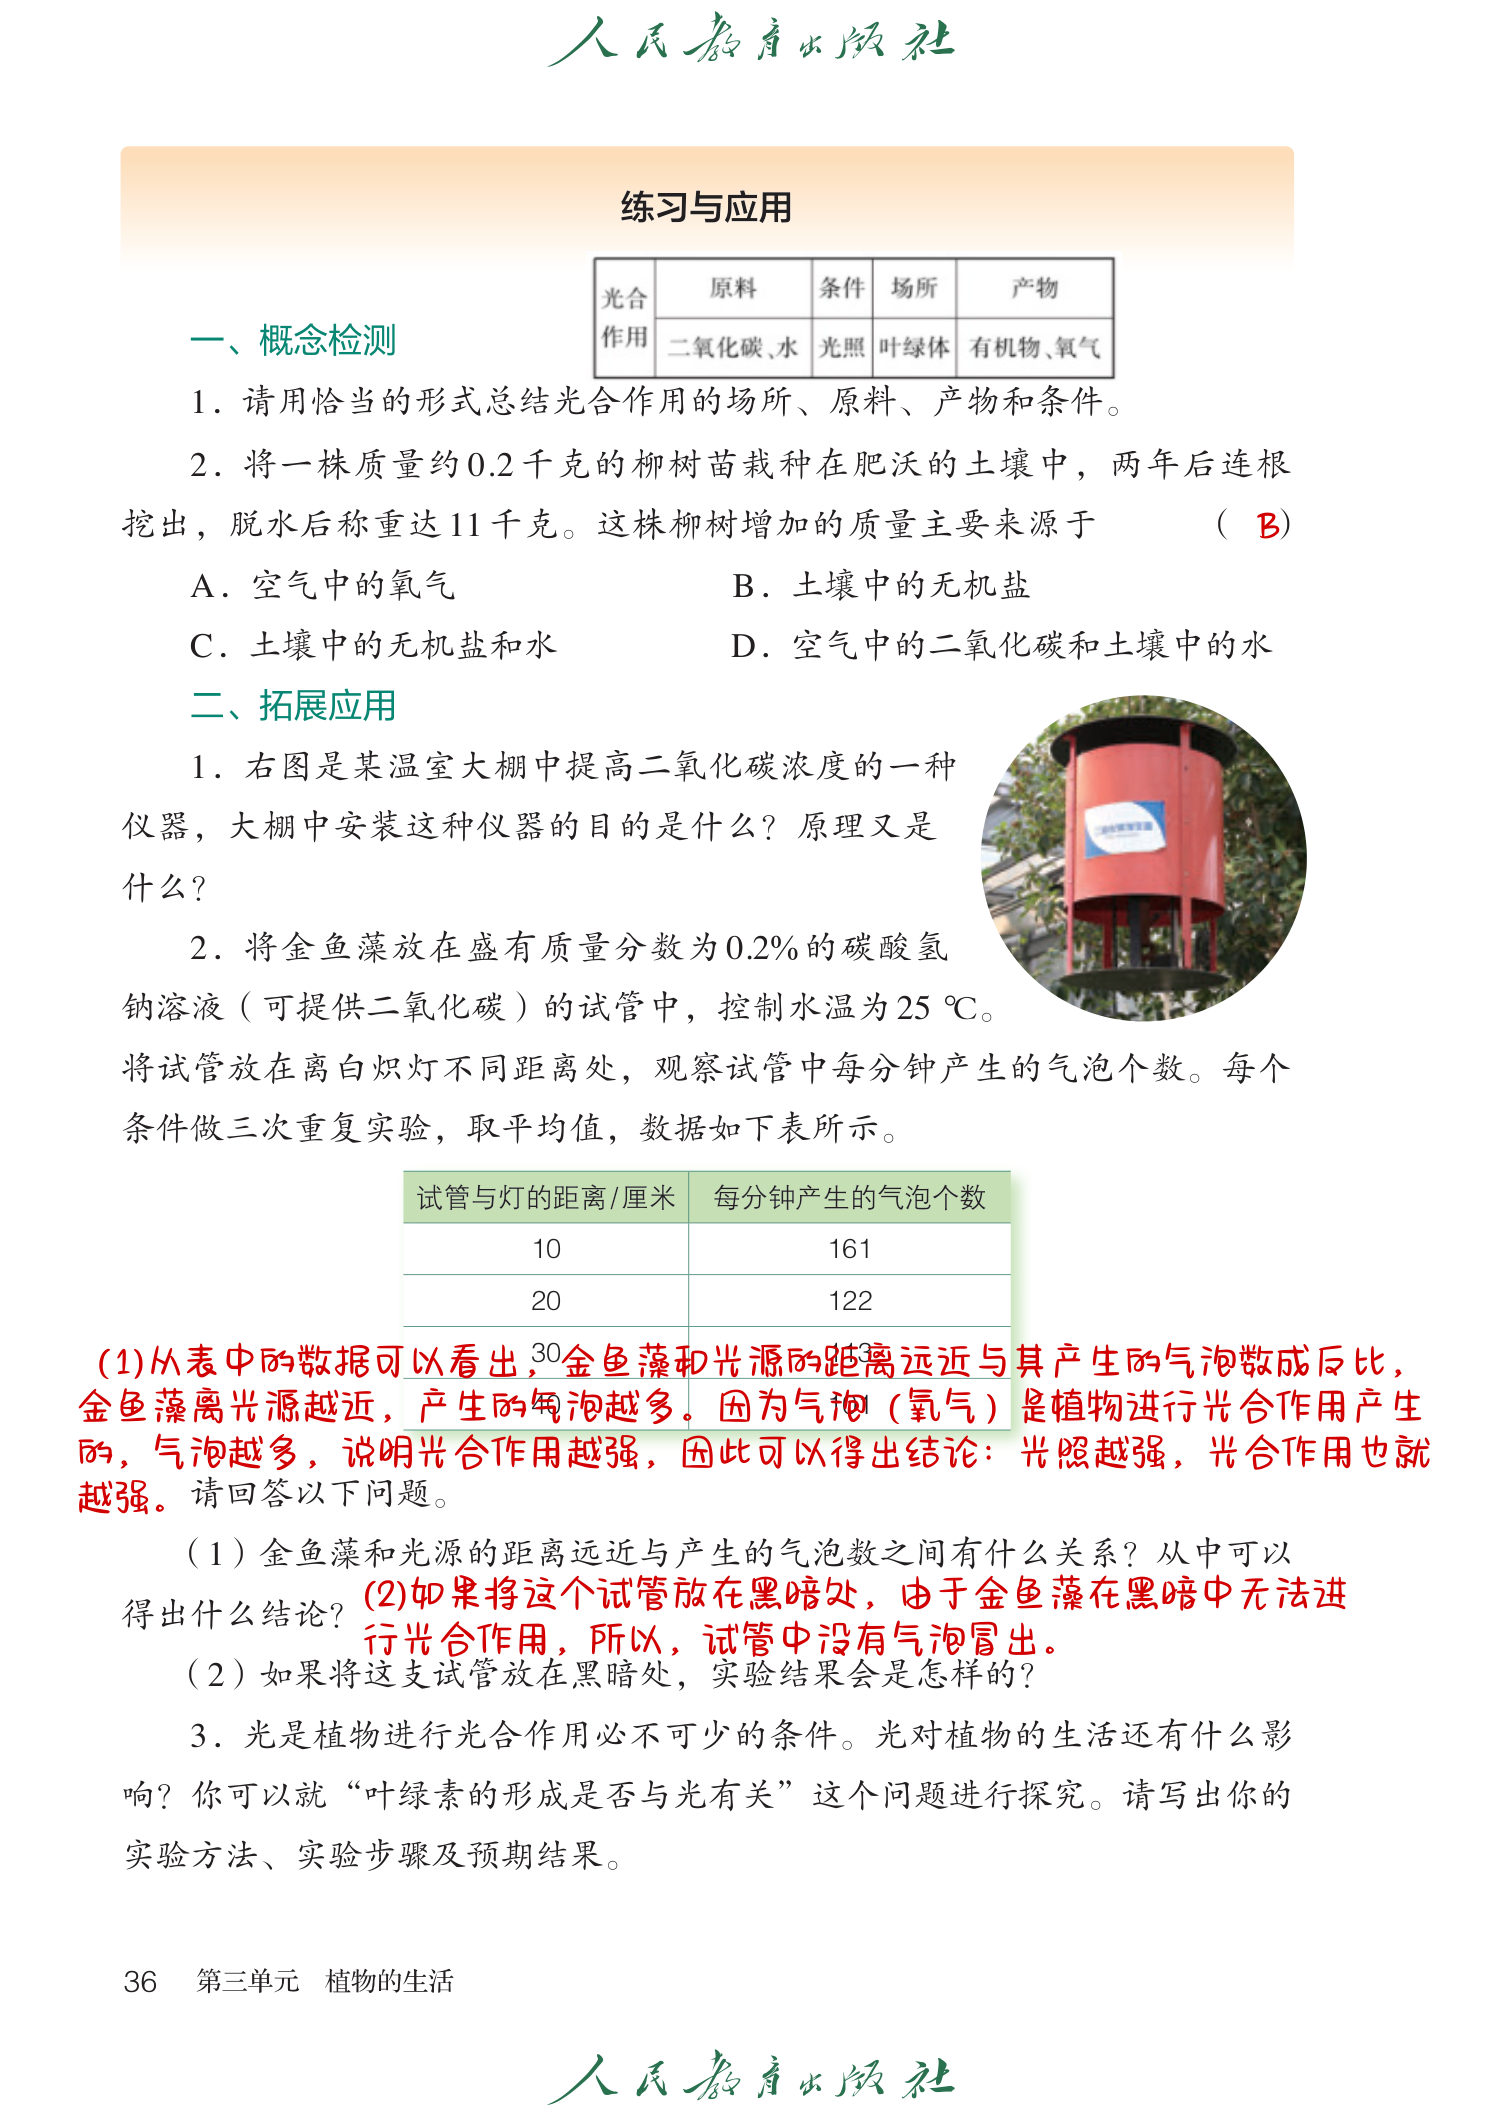 人民教育出版社
练习与应用
光合作用 原料 条件 场所 产物
二氧化碳、水 光照 叶绿体 有机物、氧气
一、概念检测
1. 请用恰当的形式总结光合作用的场所、原料、产物和条件。
2. 将一株质量约0.2千克的柳树苗栽种在肥沃的土壤中，两年后连根
挖出，脱水后称重达11千克。这株柳树增加的质量主要来源于 （ B）
A. 空气中的氧气 B. 土壤中的无机盐
C. 土壤中的无机盐和水 D. 空气中的二氧化碳和土壤中的水
二、拓展应用
1. 右图是某温室大棚中提高二氧化碳浓度的一种
仪器，大棚中安装这种仪器的目的是什么？原理又是
什么？
2. 将金鱼藻放在盛有质量分数为0.2%的碳酸氢
钠溶液（可提供二氧化碳）的试管中，控制水温为25 ℃。
将试管放在离白炽灯不同距离处，观察试管中每分钟产生的气泡个数。每个
条件做三次重复实验，取平均值，数据如下表所示。
试管与灯的距离/厘米 每分钟产生的气泡个数
10 161
20 122
30 113
40 101
(1)从表中的数据可以看出，金鱼藻和光源的距离远近与其产生的气泡数成反比，
金鱼藻离光源越近，产生的气泡越多。因为气泡（氧气）是植物进行光合作用产生
的，气泡越多，说明光合作用越强，因此可以得出结论：光照越强，光合作用也就
越强。
请回答以下问题。
（1）金鱼藻和光源的距离远近与产生的气泡数之间有什么关系？从中可以
得出什么结论？
(2)如果将这个试管放在黑暗处，由于金鱼藻在黑暗中无法进
行光合作用，所以，试管中没有气泡冒出。
（2）如果将这支试管放在黑暗处，实验结果会是怎样的？
3. 光是植物进行光合作用必不可少的条件。光对植物的生活还有什么影
响？你可以就“叶绿素的形成是否与光有关”这个问题进行探究。请写出你的
实验方法、实验步骤及预期结果。
36 第三单元 植物的生活
人民教育出版社